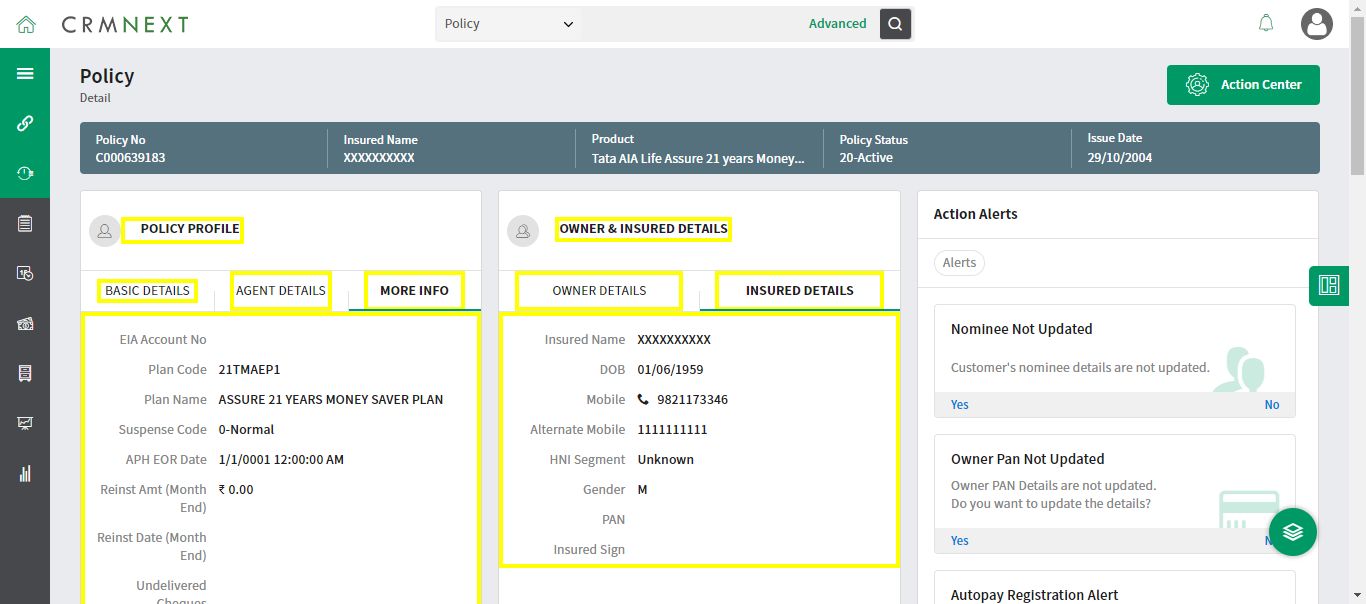 CRMNEXT
Policy
Advanced
Policy
Detail
Action Center
Policy No
C000639183
Insured Name
XXXXXXXXXX
Product
Tata AIA Life Assure 21 years Money...
Policy Status
20-Active
Issue Date
29/10/2004
POLICY PROFILE
BASIC DETAILS
AGENT DETAILS
MORE INFO
EIA Account No
Plan Code 21TMAEP1
Plan Name ASSURE 21 YEARS MONEY SAVER PLAN
Suspense Code 0-Normal
APH EOR Date 1/1/0001 12:00:00 AM
Reinst Amt (Month ₹ 0.00
End)
Reinst Date (Month
End)
Undelivered
Cheques
OWNER & INSURED DETAILS
OWNER DETAILS
INSURED DETAILS
Insured Name XXXXXXXXXX
DOB 01/06/1959
Mobile 9821173346
Alternate Mobile 1111111111
HNI Segment Unknown
Gender M
PAN
Insured Sign
Action Alerts
Alerts
Nominee Not Updated
Customer's nominee details are not updated.
Yes No
Owner Pan Not Updated
Owner PAN Details are not updated.
Do you want to update the details?
Yes
Autopay Registration Alert